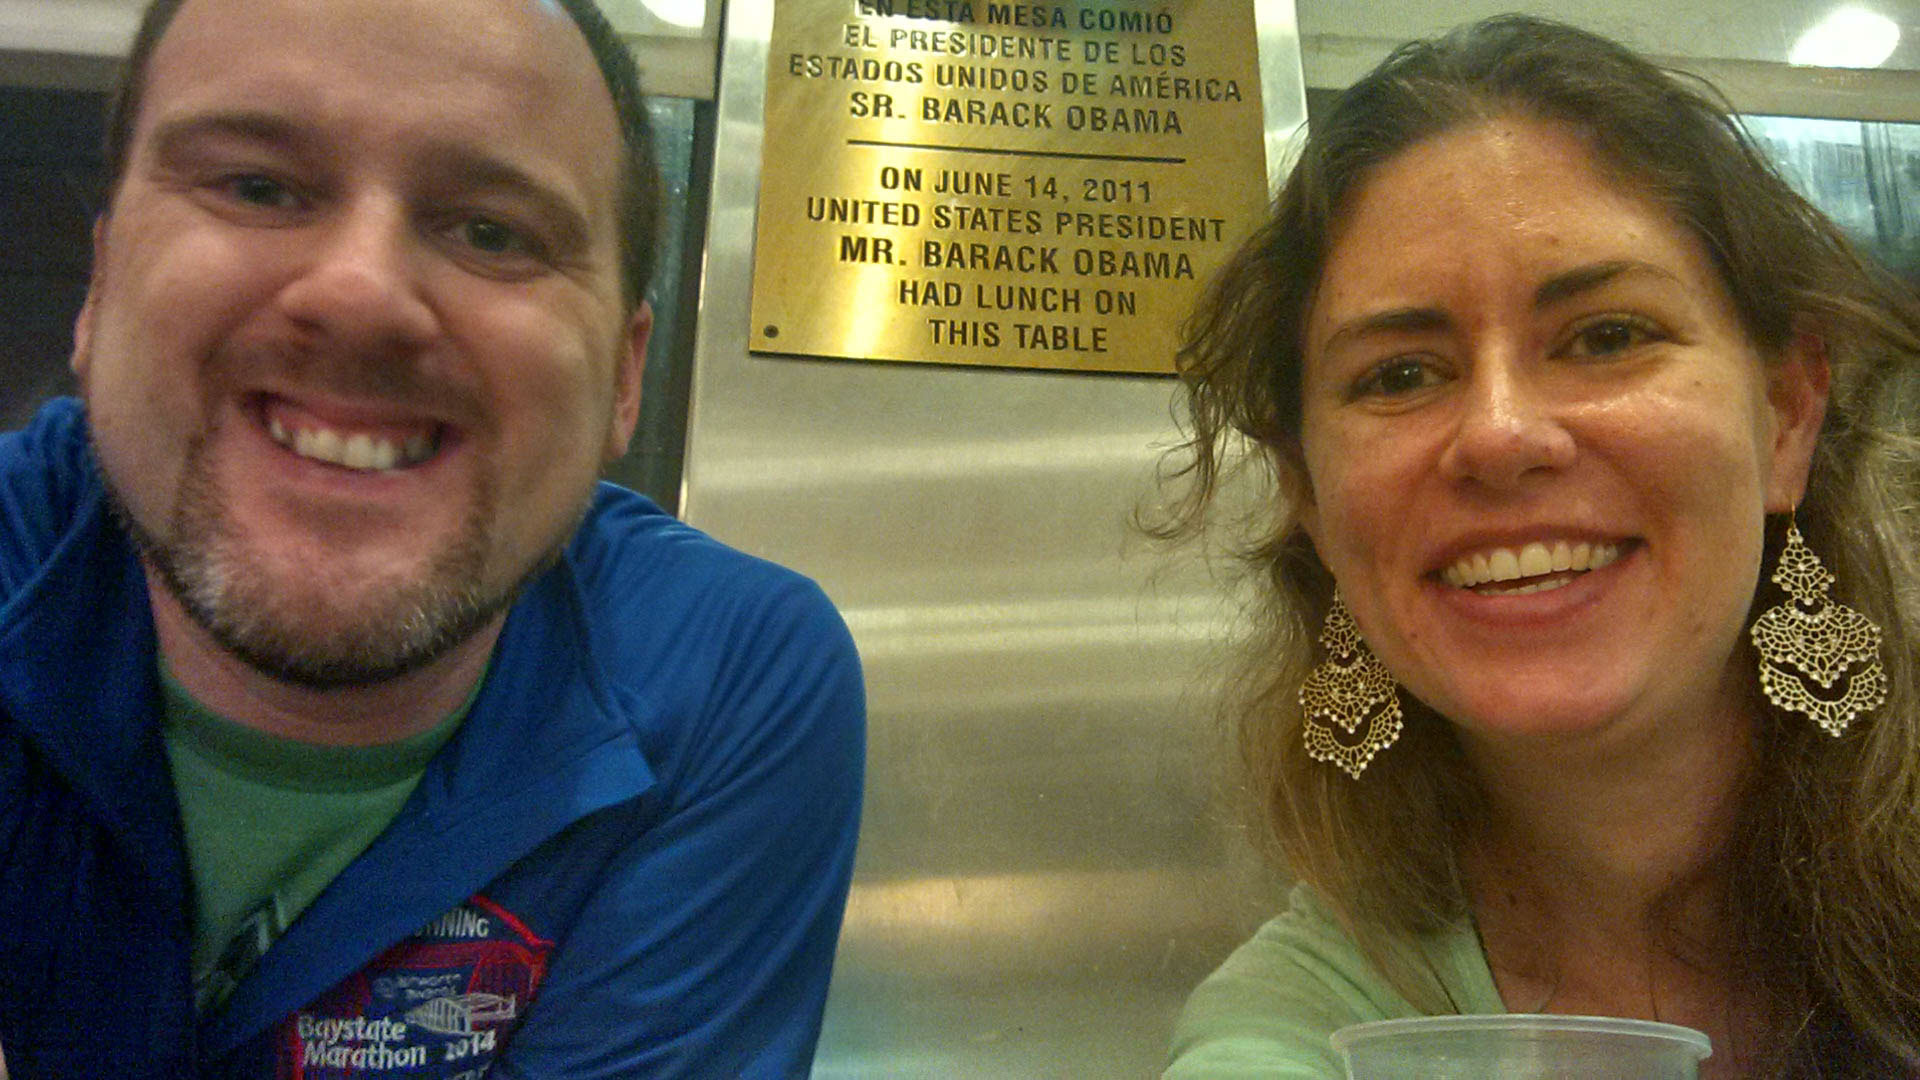 EN ESTA MESA COMIÓ
EL PRESIDENTE DE LOS
ESTADOS UNIDOS DE AMÉRICA
SR. BARACK OBAMA
ON JUNE 14, 2011
UNITED STATES PRESIDENT
MR. BARACK OBAMA
HAD LUNCH ON
THIS TABLE
Baystate
Marathon 2014